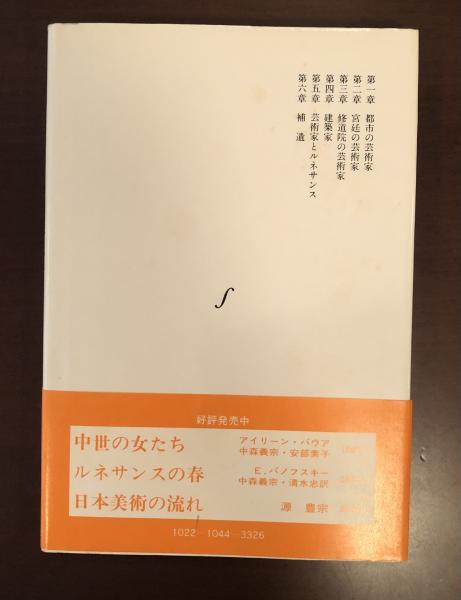 第一章 都市の芸術家
第二章 宮廷の芸術家
第三章 修道院の芸術家
第四章 建築家
第五章 芸術家とルネサンス
第六章 補遺
好評発売中
中世の女たち
アイリーン・パウア
中森義宗・安部素子
ルネサンスの春
E.パノフスキー
中森義宗・清水忠訳
日本美術の流れ
源 豊宗
1022-1044-3326